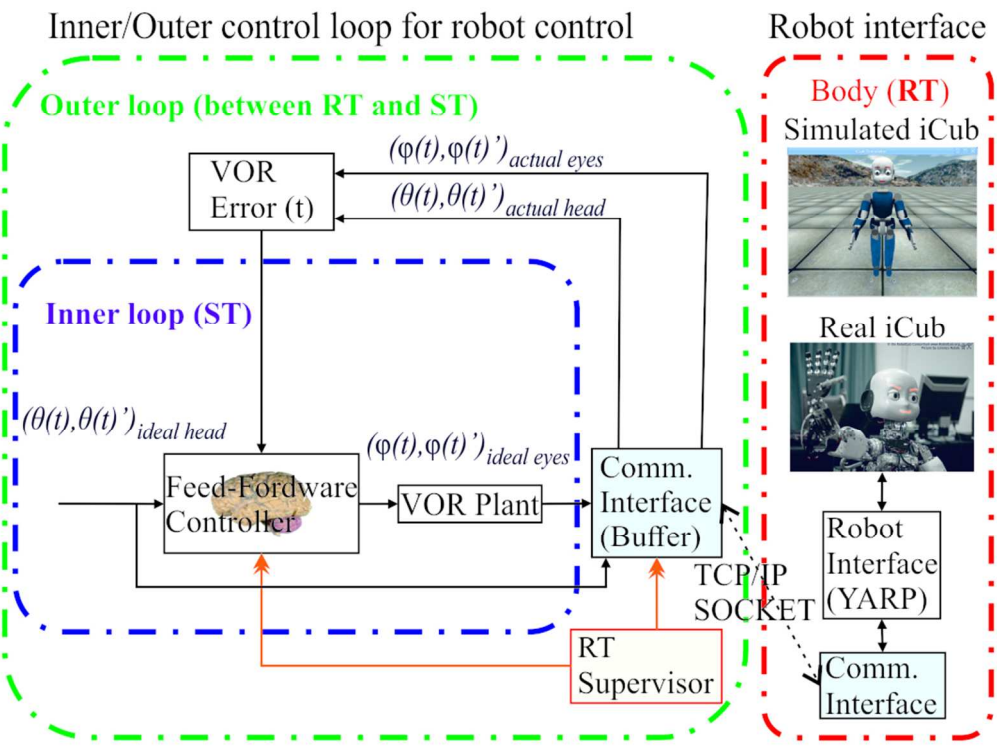 Inner/Outer control loop for robot control
Robot interface
Outer loop (between RT and ST)
Body (RT)
Simulated iCub
(φ(t),φ(t)’)actual eyes
VOR
Error (t)
(θ(t),θ(t)’)actual head
Inner loop (ST)
Real iCub
(θ(t),θ(t)’)ideal head
(φ(t),φ(t)’)ideal eyes
Feed-Fordware
Controller
VOR Plant
Comm.
Interface
(Buffer)
Robot
Interface
(YARP)
TCP/IP
SOCKET
RT
Supervisor
Comm.
Interface